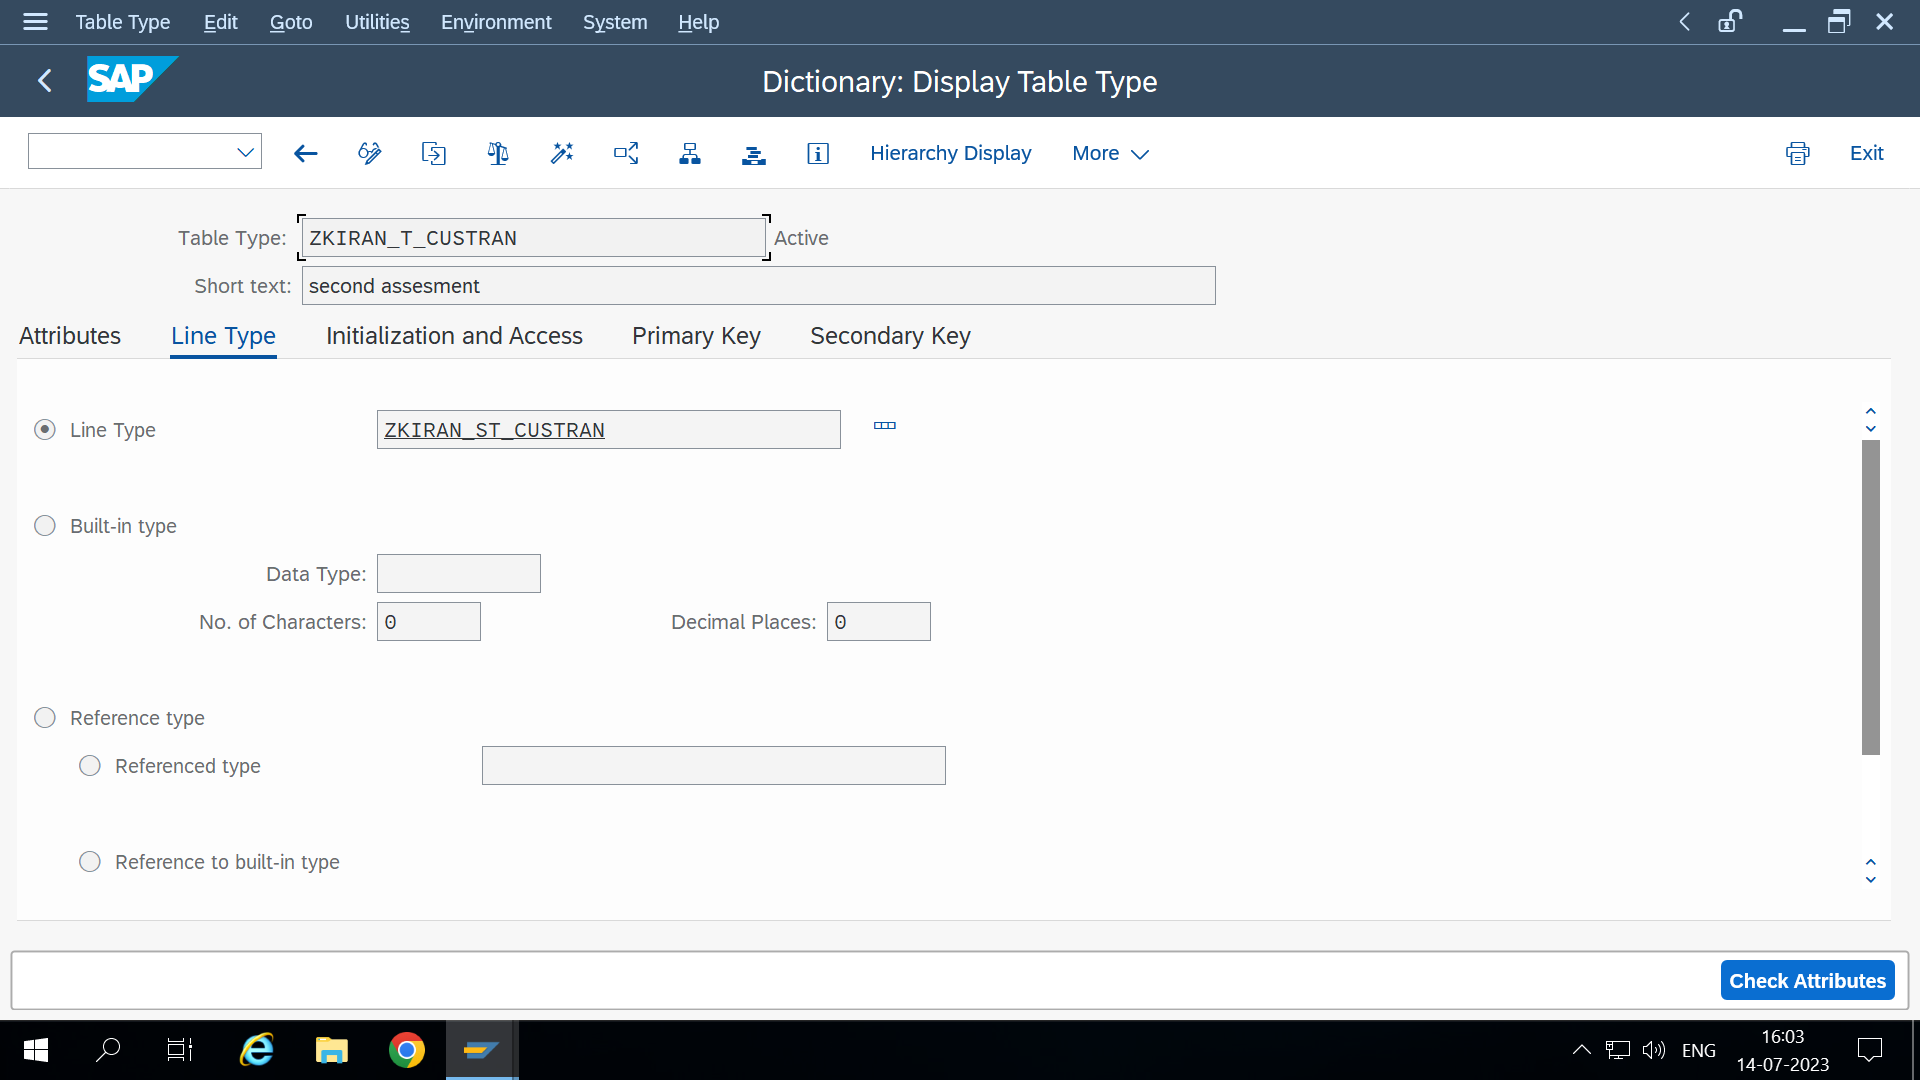 Table Type Edit Goto Utilities Environment System Help
SAP Dictionary: Display Table Type
Hierarchy Display More Exit
Table Type: ZKIRAN_T_CUSTRAN Active
Short text: second assesment
Attributes Line Type Initialization and Access Primary Key Secondary Key
Line Type ZKIRAN_ST_CUSTRAN
Built-in type
Data Type:
No. of Characters: 0 Decimal Places: 0
Reference type
Referenced type
Reference to built-in type
Check Attributes
ENG 16:03
14-07-2023